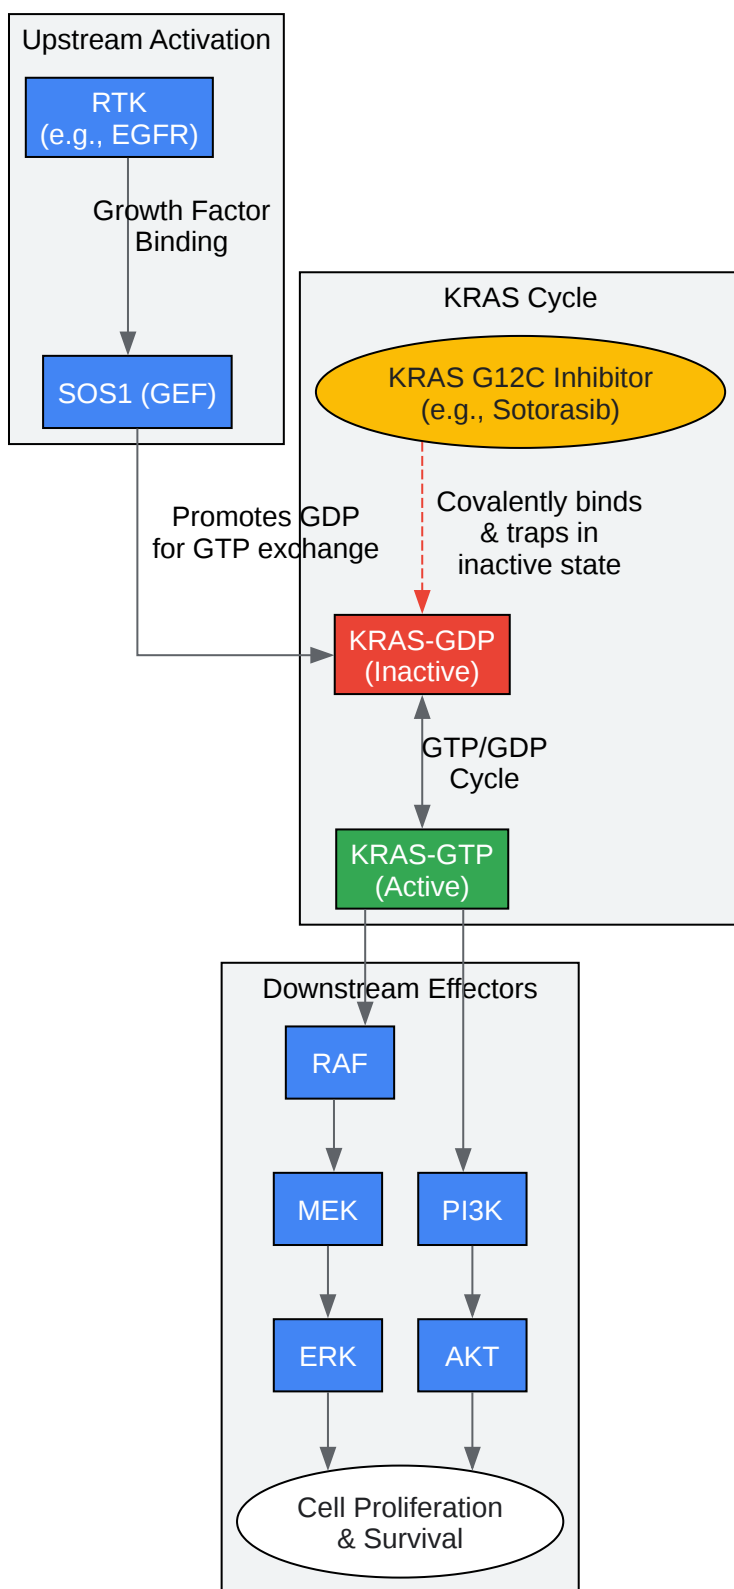 Upstream Activation
RTK
(e.g., EGFR)
Growth Factor
Binding
SOS1 (GEF)
KRAS Cycle
KRAS G12C Inhibitor
(e.g., Sotorasib)
Promotes GDP
for GTP exchange
Covalently binds
& traps in
inactive state
KRAS-GDP
(Inactive)
GTP/GDP
Cycle
KRAS-GTP
(Active)
Downstream Effectors
RAF
MEK
PI3K
ERK
AKT
Cell Proliferation
& Survival